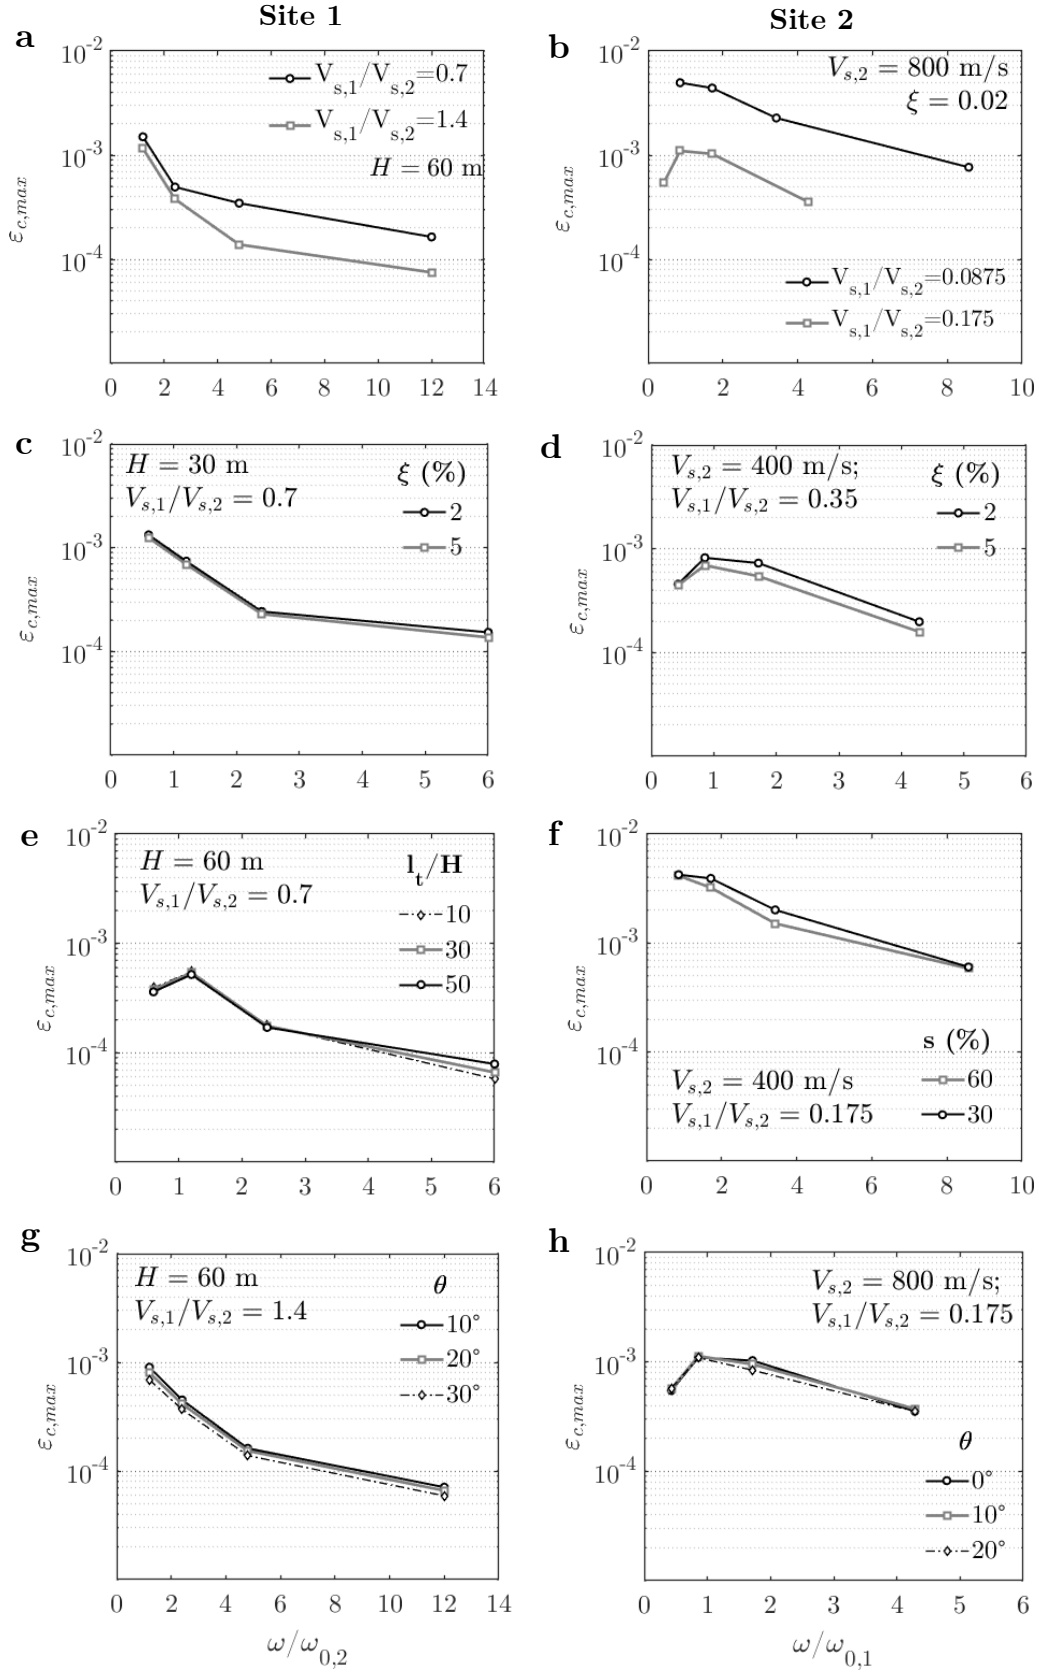 Site 1
Site 2
a
10⁻²
10⁻³
10⁻⁴
ε_c,max
V_s,1/V_s,2=0.7
V_s,1/V_s,2=1.4
H = 60 m
0 2 4 6 8 10 12 14
b
10⁻²
10⁻³
10⁻⁴
ε_c,max
V_s,2 = 800 m/s
ξ = 0.02
V_s,1/V_s,2=0.0875
V_s,1/V_s,2=0.175
0 2 4 6 8 10
c
10⁻²
10⁻³
10⁻⁴
ε_c,max
H = 30 m
V_s,1/V_s,2 = 0.7
ξ (%)
2
5
0 1 2 3 4 5 6
d
10⁻²
10⁻³
10⁻⁴
ε_c,max
V_s,2 = 400 m/s;
V_s,1/V_s,2 = 0.35
ξ (%)
2
5
0 1 2 3 4 5 6
e
10⁻²
10⁻³
10⁻⁴
ε_c,max
H = 60 m
V_s,1/V_s,2 = 0.7
l_t/H
10
30
50
0 1 2 3 4 5 6
f
10⁻²
10⁻³
10⁻⁴
ε_c,max
s (%)
60
30
V_s,2 = 400 m/s
V_s,1/V_s,2 = 0.175
0 2 4 6 8 10
g
10⁻²
10⁻³
10⁻⁴
ε_c,max
H = 60 m
V_s,1/V_s,2 = 1.4
θ
10°
20°
30°
0 2 4 6 8 10 12 14
ω/ω_0,2
h
10⁻²
10⁻³
10⁻⁴
ε_c,max
V_s,2 = 800 m/s;
V_s,1/V_s,2 = 0.175
θ
0°
10°
20°
0 1 2 3 4 5 6
ω/ω_0,1